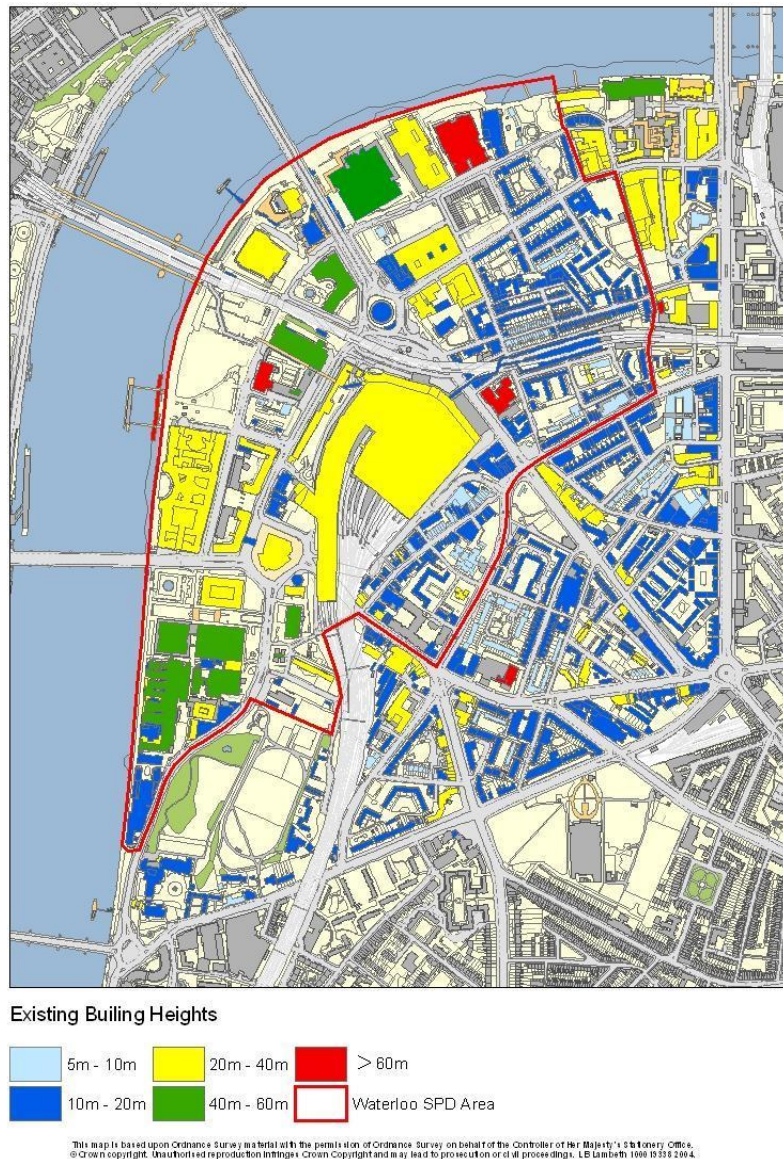 Existing Builing Heights
5m - 10m 20m - 40m > 60m
10m - 20m 40m - 60m Waterloo SPD Area
This map is based upon Ordnance Survey material with the permission of Ordnance Survey on behalf of the Controller of Her Majesty's Stationery Office.
© Crown copyright. Unauthorised reproduction infringes Crown Copyright and may lead to prosecution or civil proceedings. LB Lambeth 100019338 2004.